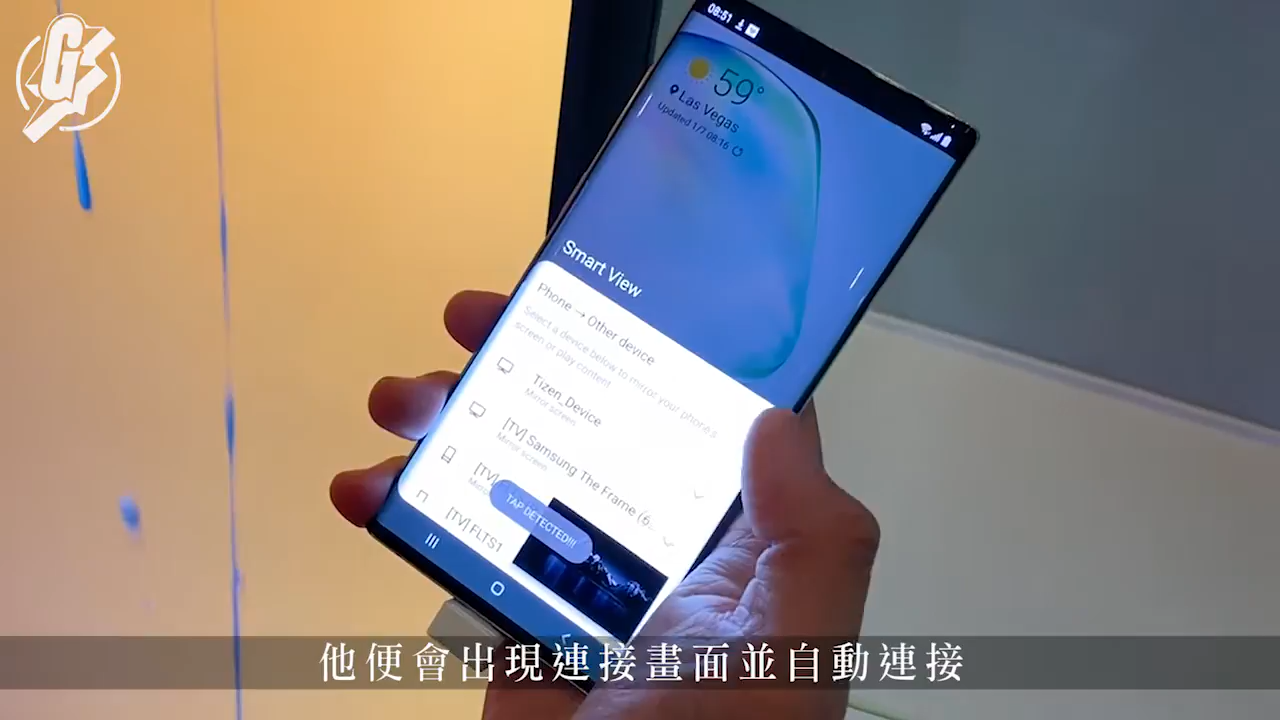 GS
08:51
59°
Las Vegas
Updated 1/7 08:16
Smart View
Phone → Other device
Select a device below to mirror your phone's
screen or play content.
Tizen_Device
Mirror screen
[TV] Samsung The Frame (6...
Mirror screen
[TV]
TAP DETECTED!!!
[TV] FLTS1
他便會出現連接畫面並自動連接